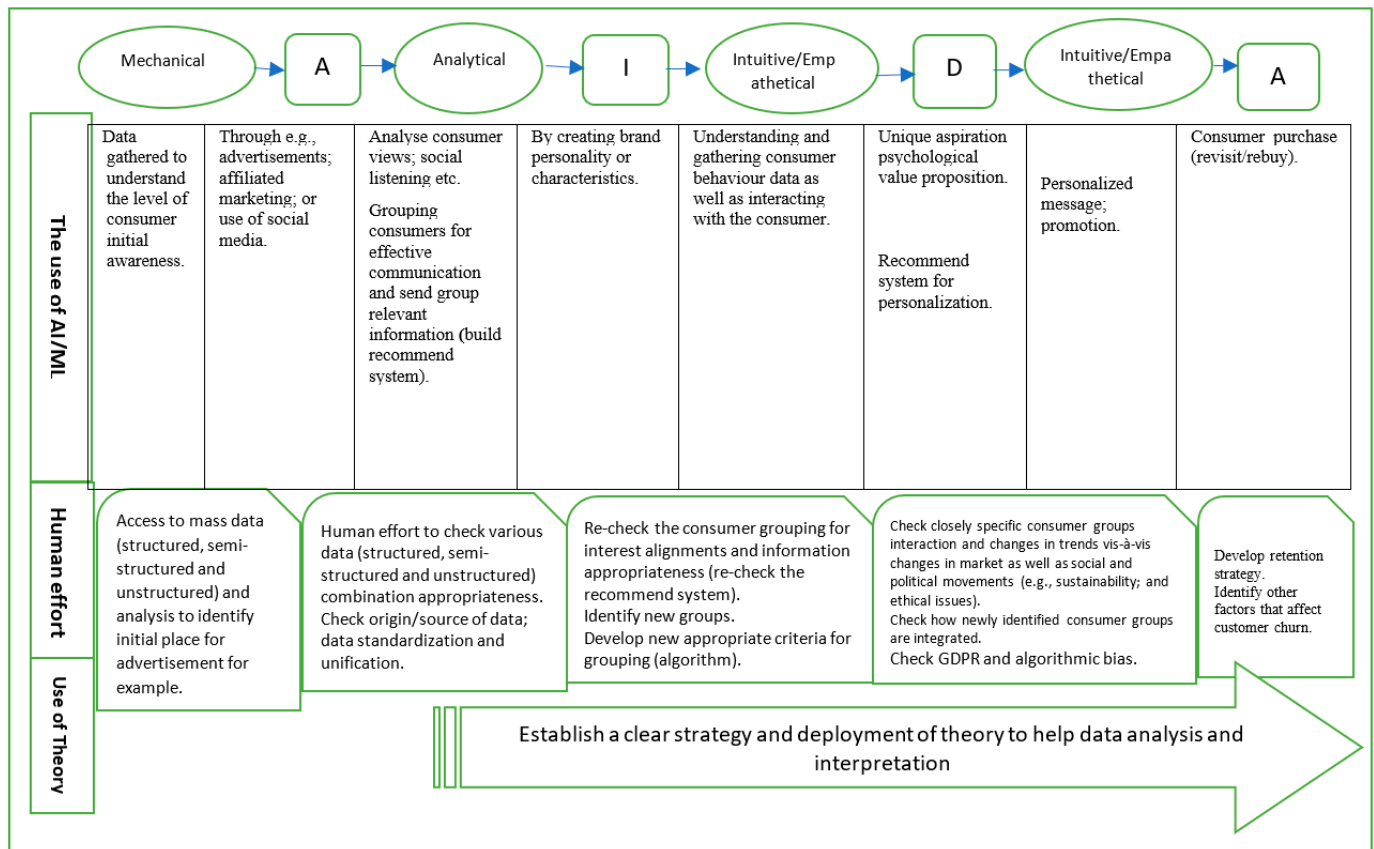 Mechanical
A
Analytical
I
Intuitive/Emp
athetical
D
Intuitive/Empa
thetical
A
The use of AI/ML
Data
gathered to
understand
the level of
consumer
initial
awareness.
Through e.g.,
advertisements;
affiliated
marketing; or
use of social
media.
Analyse consumer
views; social
listening etc.
Grouping
consumers for
effective
communication
and send group
relevant
information (build
recommend
system).
By creating brand
personality or
characteristics.
Understanding and
gathering consumer
behaviour data as
well as interacting
with the consumer.
Unique aspiration
psychological
value proposition.
Recommend
system for
personalization.
Personalized
message;
promotion.
Consumer purchase
(revisit/rebuy).
Human effort
Access to mass data
(structured, semi-
structured and
unstructured) and
analysis to identify
initial place for
advertisement for
example.
Human effort to check various
data (structured, semi-
structured and unstructured)
combination appropriateness.
Check origin/source of data;
data standardization and
unification.
Re-check the consumer grouping for
interest alignments and information
appropriateness (re-check the
recommend system).
Identify new groups.
Develop new appropriate criteria for
grouping (algorithm).
Check closely specific consumer groups
interaction and changes in trends vis-à-vis
changes in market as well as social and
political movements (e.g., sustainability; and
ethical issues).
Check how newly identified consumer groups
are integrated.
Check GDPR and algorithmic bias.
Develop retention
strategy.
Identify other
factors that affect
customer churn.
Use of Theory
Establish a clear strategy and deployment of theory to help data analysis and
interpretation